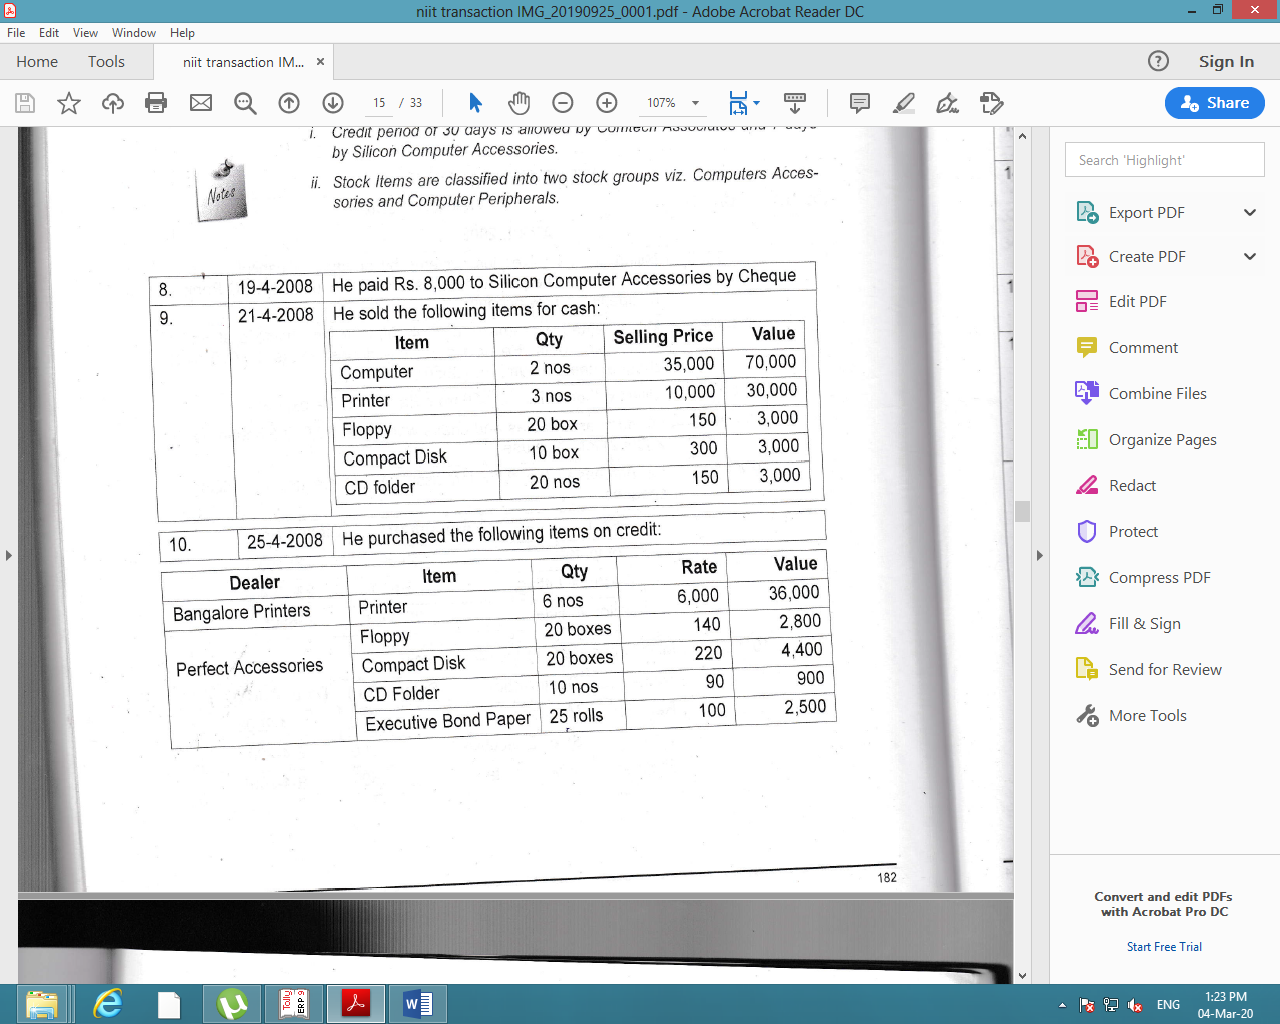 niit transaction IMG_20190925_0001.pdf - Adobe Acrobat Reader DC
File Edit View Window Help
Home Tools niit transaction IM... × Sign In
15 / 33 107% Share
i. Credit period of 30 days is allowed by Comtech Associates and 7 days
by Silicon Computer Accessories.
Notes
ii. Stock Items are classified into two stock groups viz. Computers Acces-
sories and Computer Peripherals.
8. 19-4-2008 He paid Rs. 8,000 to Silicon Computer Accessories by Cheque
9. 21-4-2008 He sold the following items for cash:
Item Qty Selling Price Value
Computer 2 nos 35,000 70,000
Printer 3 nos 10,000 30,000
Floppy 20 box 150 3,000
Compact Disk 10 box 300 3,000
CD folder 20 nos 150 3,000
10. 25-4-2008 He purchased the following items on credit:
Dealer Item Qty Rate Value
Bangalore Printers Printer 6 nos 6,000 36,000
Floppy 20 boxes 140 2,800
Perfect Accessories Compact Disk 20 boxes 220 4,400
CD Folder 10 nos 90 900
Executive Bond Paper 25 rolls 100 2,500
182
Search 'Highlight'
Export PDF
Create PDF
Edit PDF
Comment
Combine Files
Organize Pages
Redact
Protect
Compress PDF
Fill & Sign
Send for Review
More Tools
Convert and edit PDFs
with Acrobat Pro DC
Start Free Trial
Tally ERP 9
ENG 1:23 PM
04-Mar-20